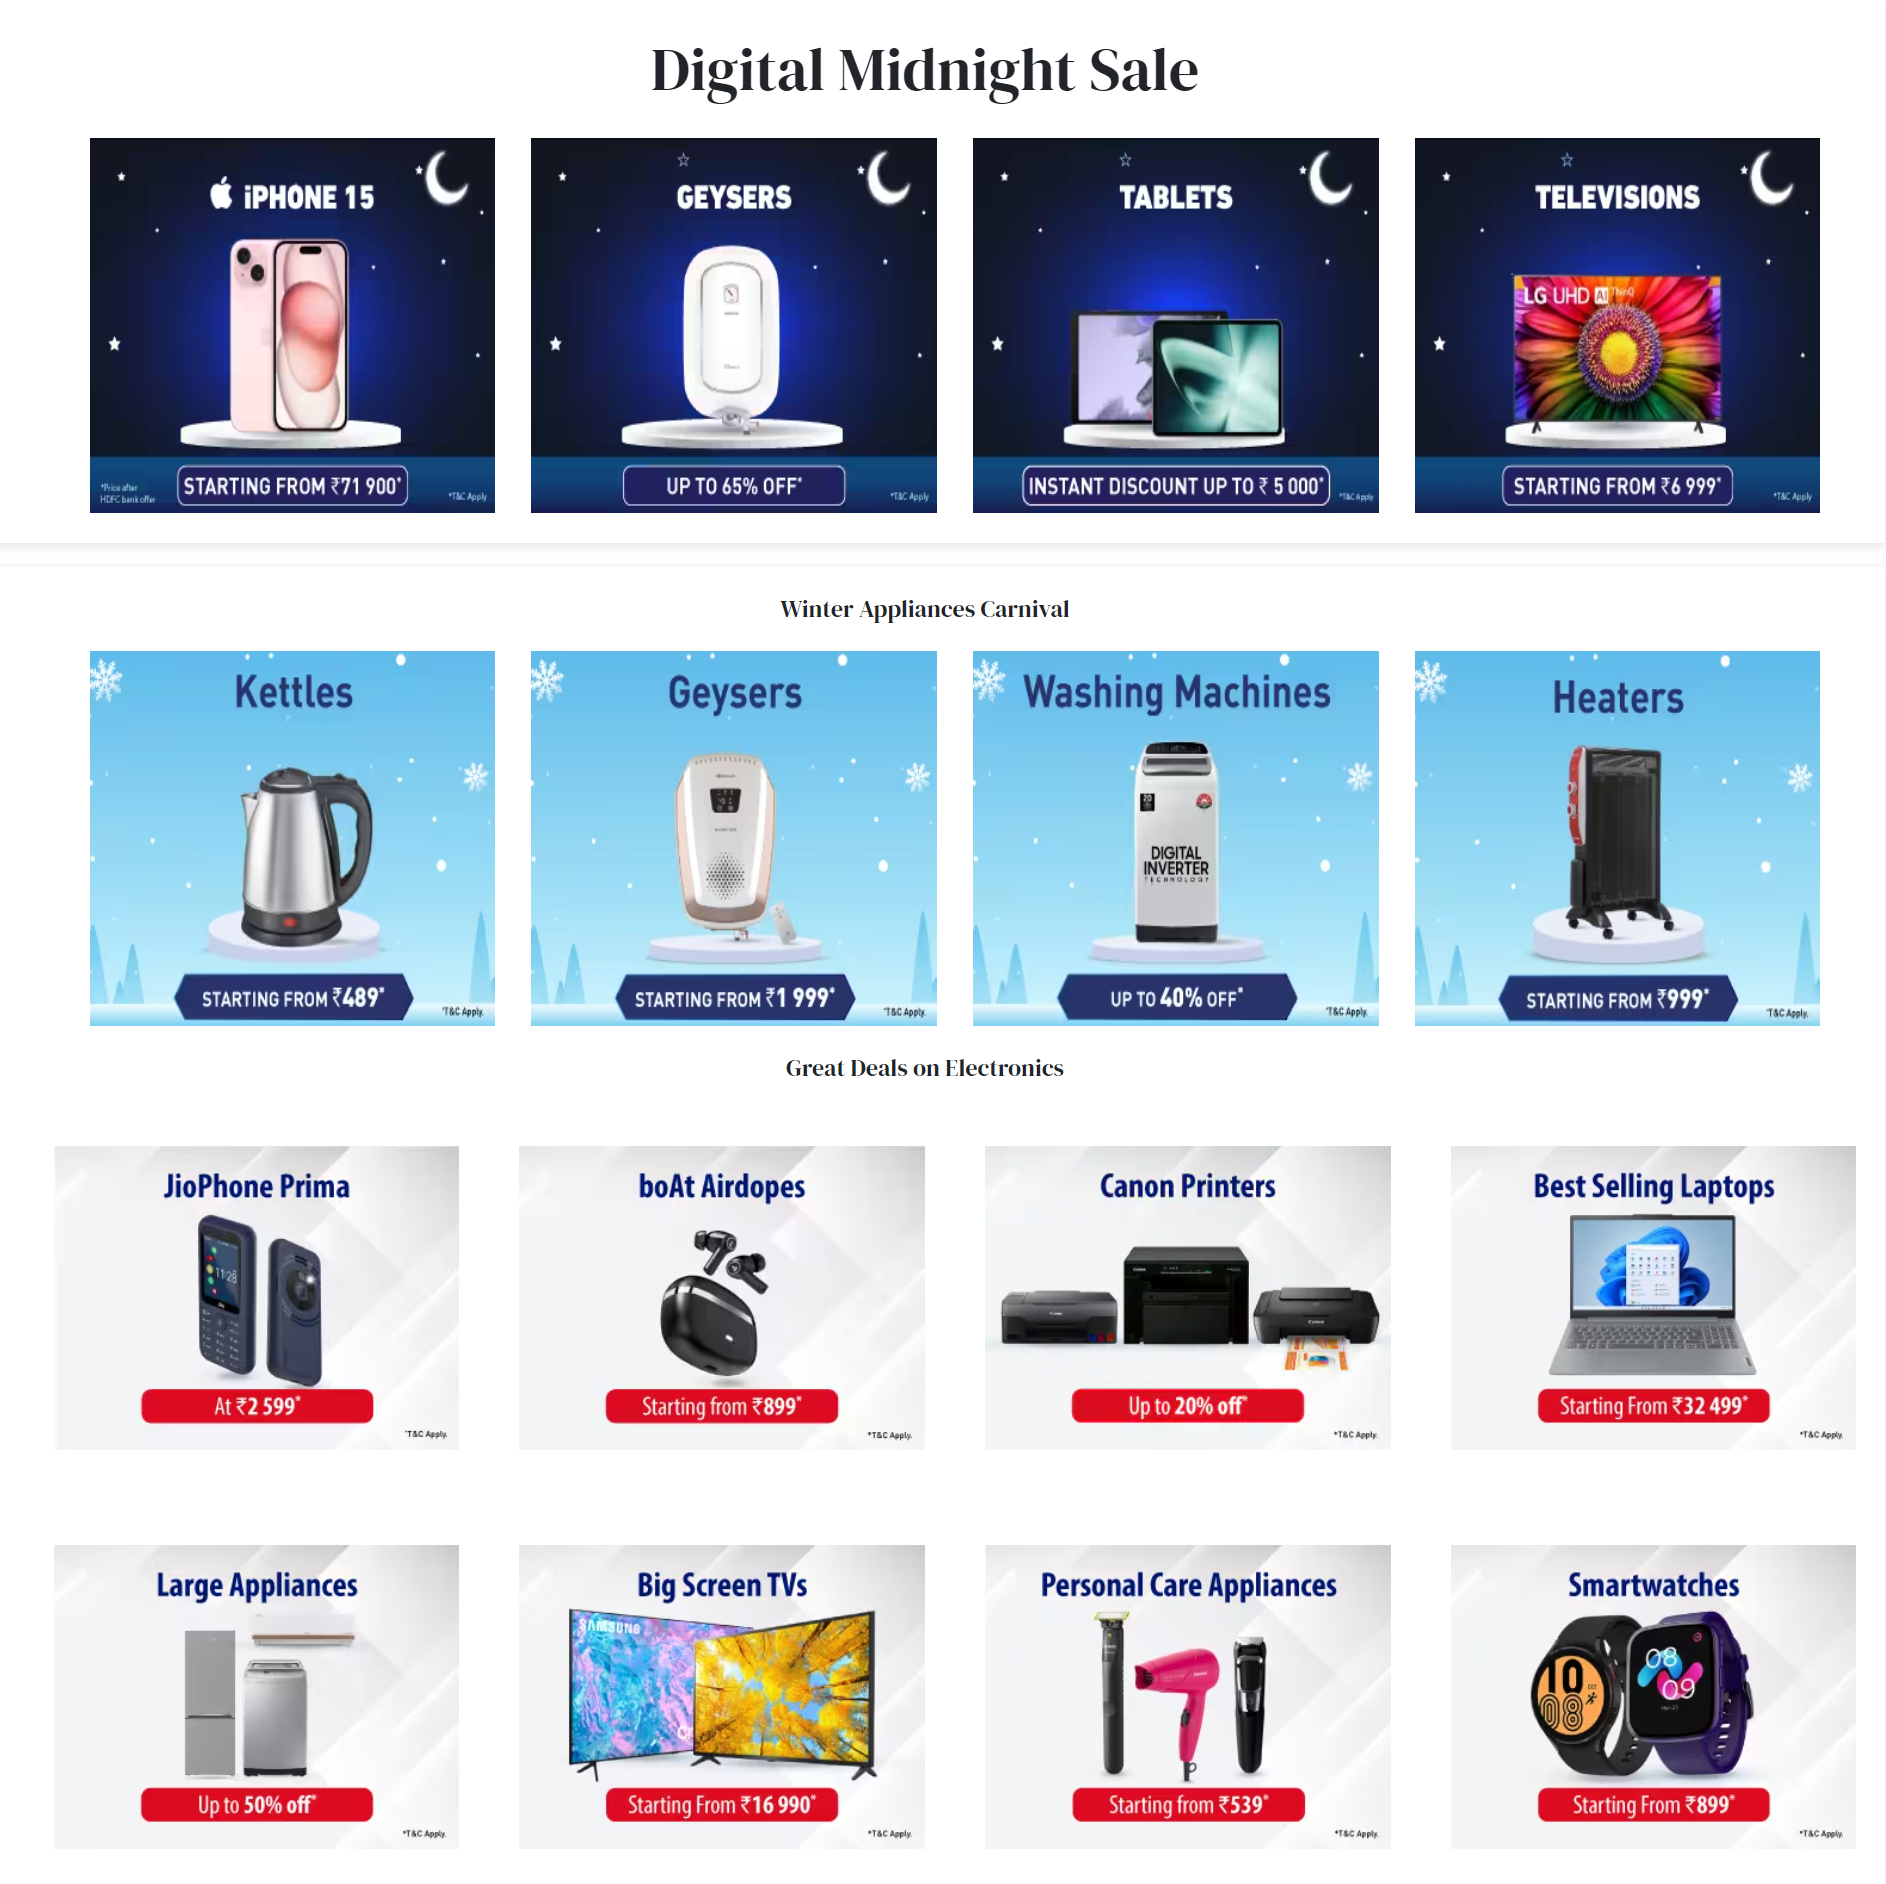 Digital Midnight Sale
iPHONE 15
*Price after
HDFC bank offer
STARTING FROM ₹71 900*
*T&C Apply
GEYSERS
UP TO 65% OFF*
*T&C Apply
TABLETS
INSTANT DISCOUNT UP TO ₹ 5 000*
*T&C Apply
TELEVISIONS
LG UHD AI ThinQ
STARTING FROM ₹6 999*
*T&C Apply
Winter Appliances Carnival
Kettles
STARTING FROM ₹489*
*T&C Apply.
Geysers
STARTING FROM ₹1 999*
*T&C Apply.
Washing Machines
DIGITAL
INVERTER
TECHNOLOGY
UP TO 40% OFF*
*T&C Apply.
Heaters
STARTING FROM ₹999*
*T&C Apply.
Great Deals on Electronics
JioPhone Prima
11:28
At ₹2 599*
*T&C Apply.
boAt Airdopes
Starting from ₹899*
*T&C Apply.
Canon Printers
Canon
Canon
Canon
Up to 20% off*
*T&C Apply.
Best Selling Laptops
Starting From ₹32 499*
*T&C Apply.
Large Appliances
Up to 50% off*
*T&C Apply.
Big Screen TVs
SAMSUNG
Starting From ₹16 990*
*T&C Apply.
Personal Care Appliances
Starting from ₹539*
*T&C Apply.
Smartwatches
10
08
08
09
Starting From ₹899*
*T&C Apply.